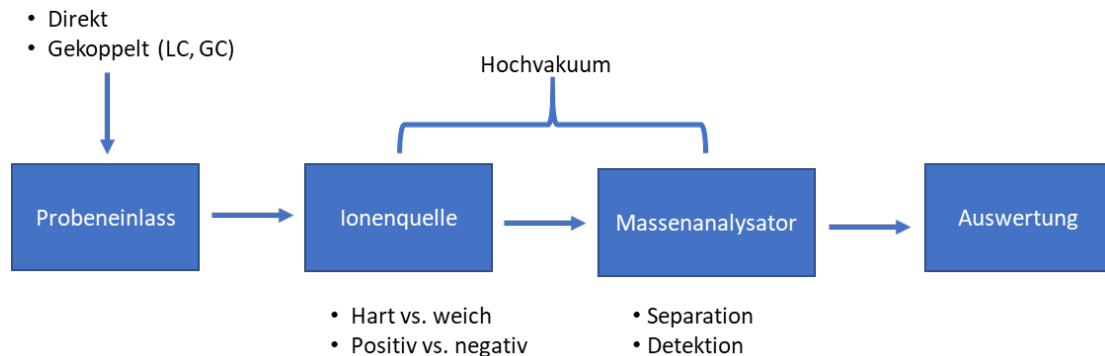 • Direkt
• Gekoppelt (LC, GC)
Hochvakuum
Probeneinlass
Ionenquelle
Massenanalysator
Auswertung
• Hart vs. weich
• Positiv vs. negativ
• Separation
• Detektion